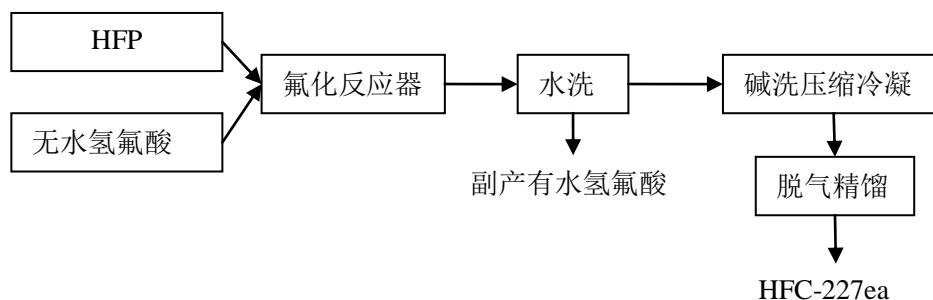 HFP
无水氢氟酸
氟化反应器
水洗
碱洗压缩冷凝
副产有水氢氟酸
脱气精馏
HFC-227ea